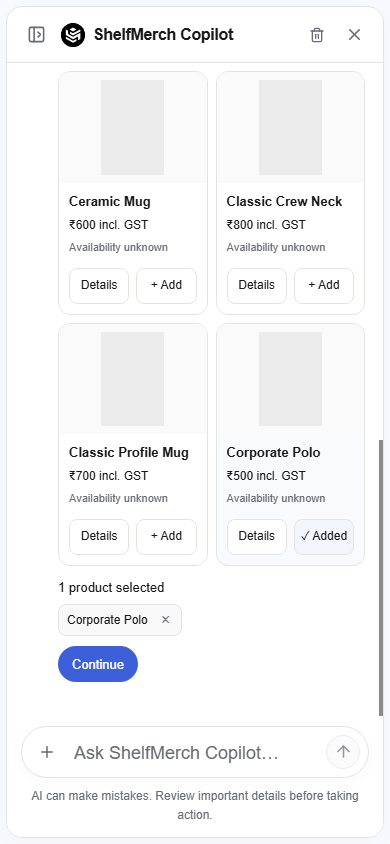 ShelfMerch Copilot
Ceramic Mug
₹600 incl. GST
Availability unknown
Details
+ Add
Classic Crew Neck
₹800 incl. GST
Availability unknown
Details
+ Add
Classic Profile Mug
₹700 incl. GST
Availability unknown
Details
+ Add
Corporate Polo
₹500 incl. GST
Availability unknown
Details
✓ Added
1 product selected
Corporate Polo ×
Continue
+ Ask ShelfMerch Copilot…
AI can make mistakes. Review important details before taking
action.